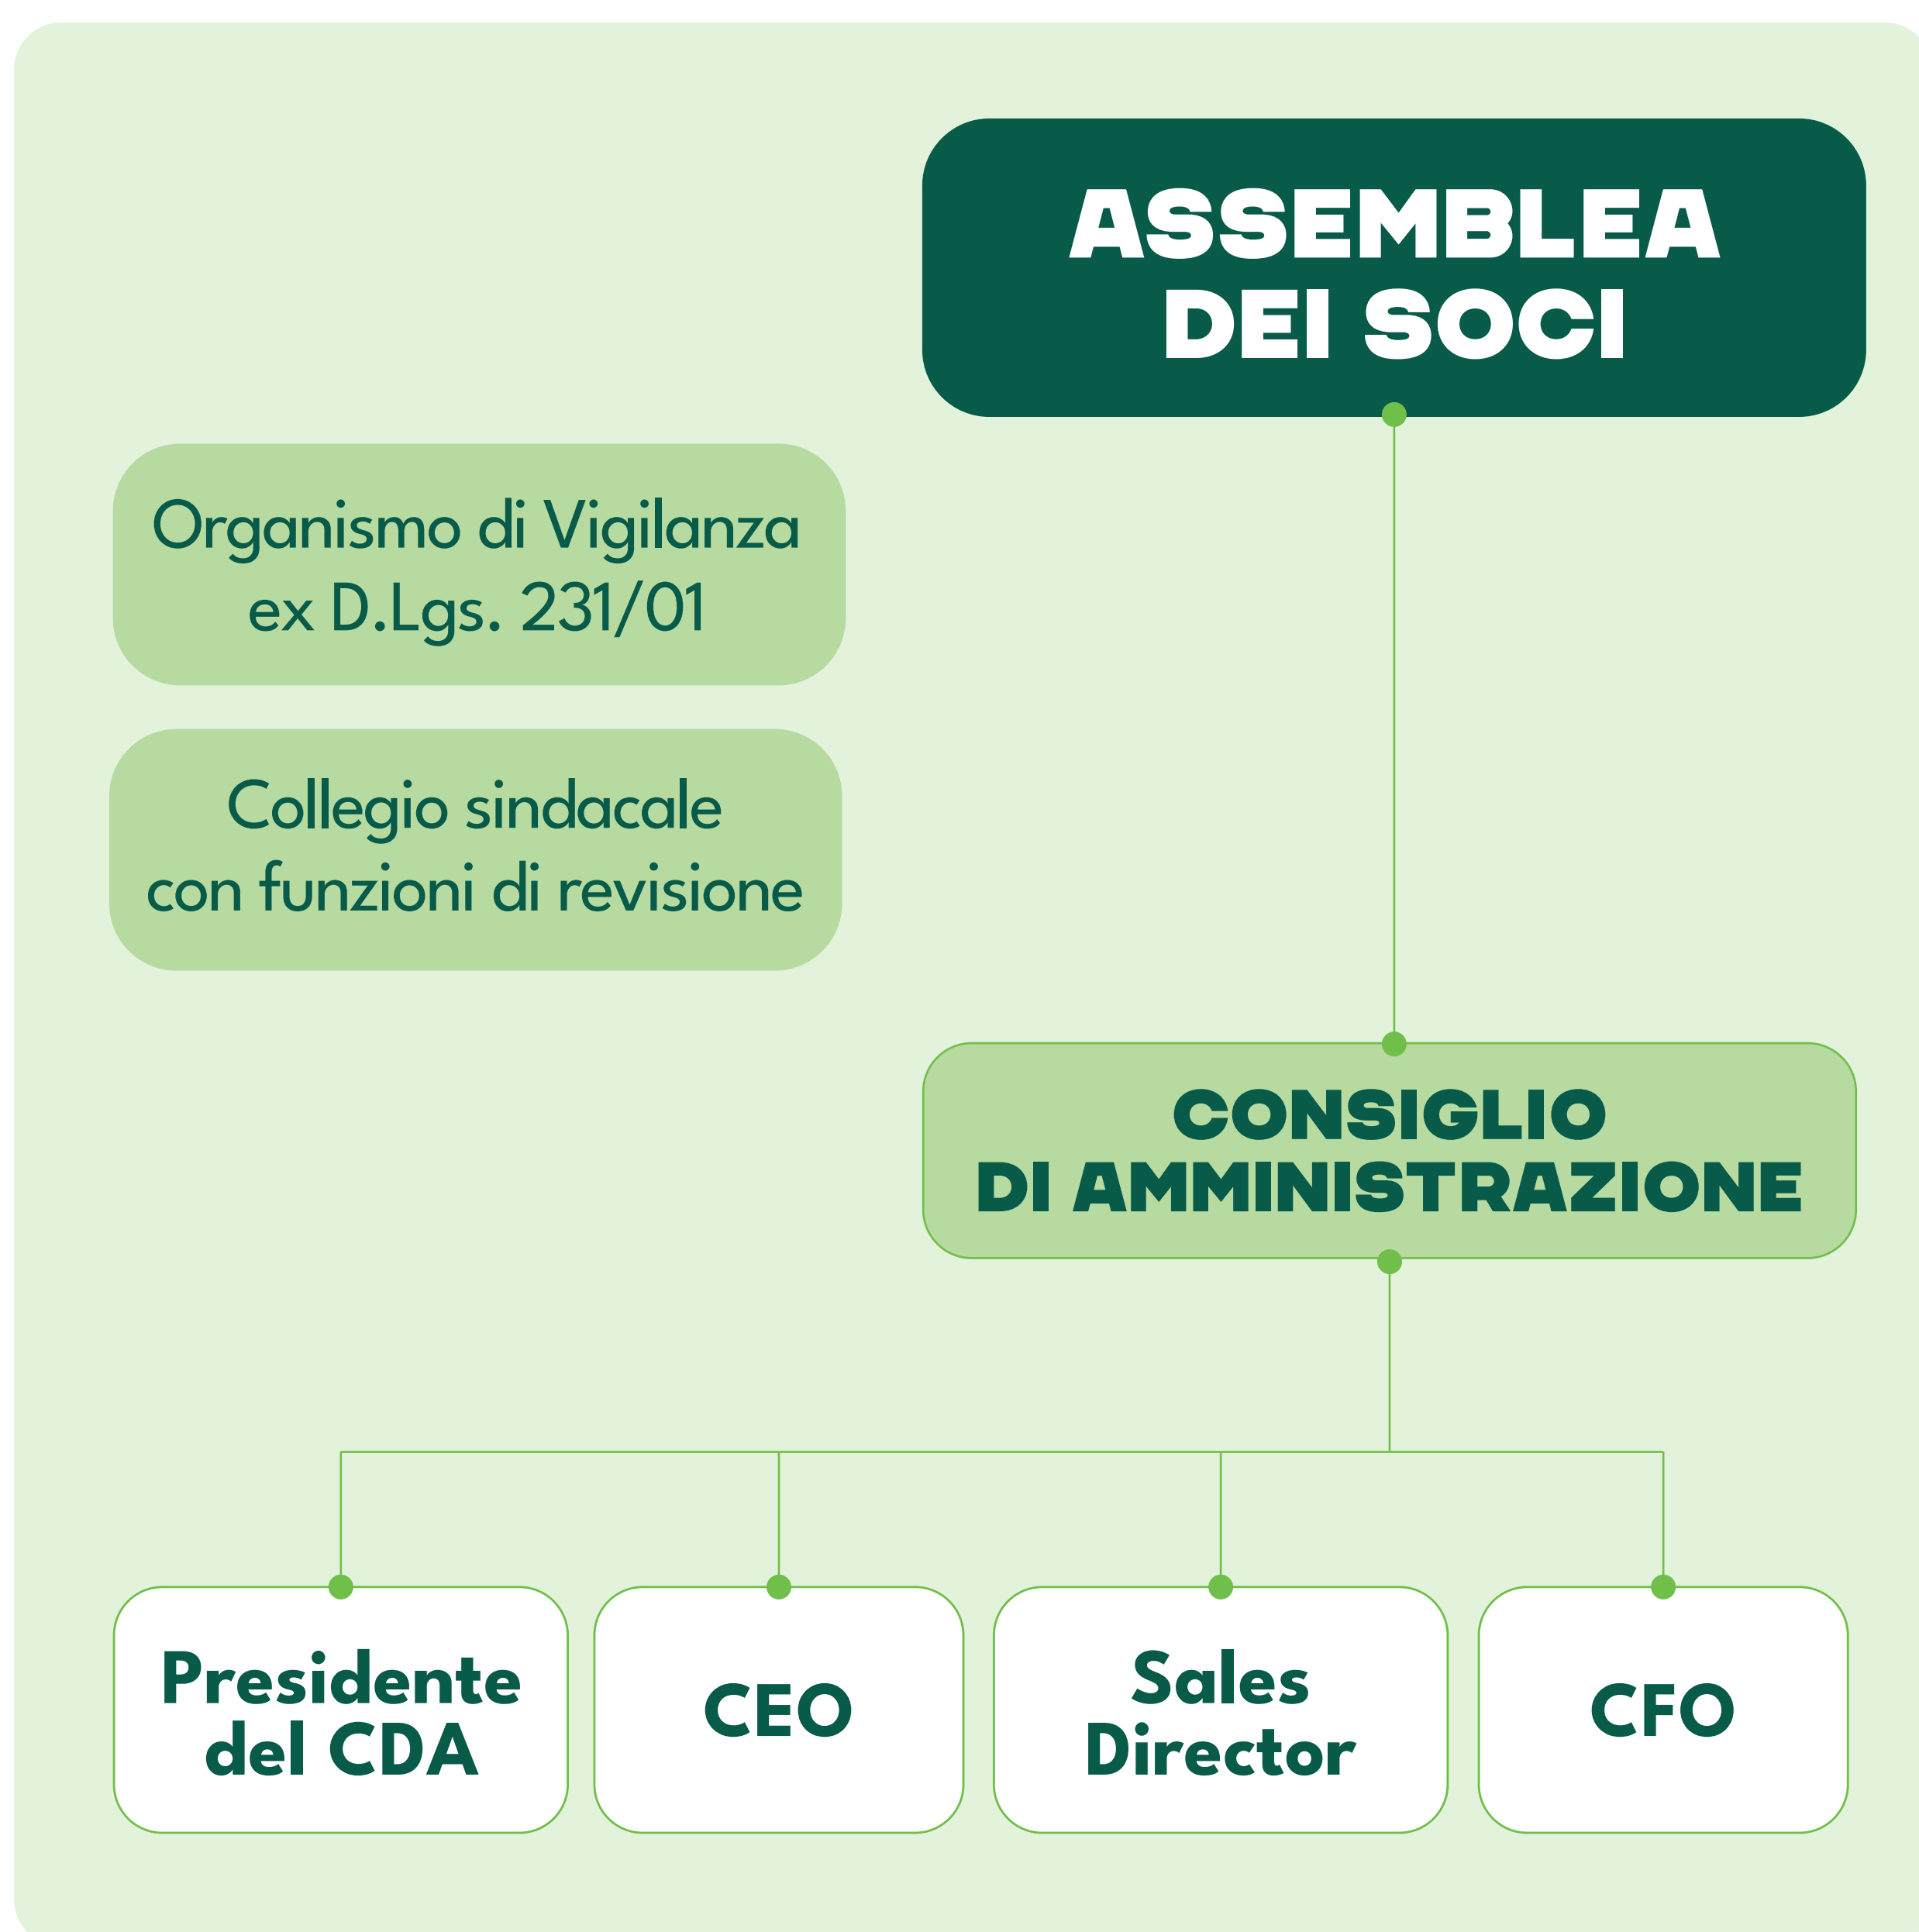 ASSEMBLEA
DEI SOCI
Organismo di Vigilanza
ex D.Lgs. 231/01
Collegio sindacale
con funzioni di revisione
CONSIGLIO
DI AMMINISTRAZIONE
Presidente
del CDA
CEO
Sales
Director
CFO